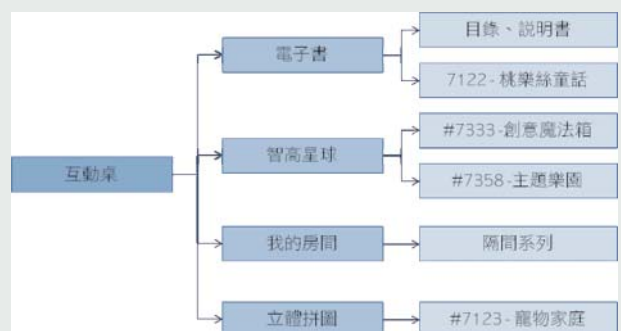 互動桌
電子書
目錄、説明書
7122-桃樂絲童話
智高星球
#7333-創意魔法箱
#7358-主題樂園
我的房間
隔間系列
立體拼圖
#7123-寵物家庭